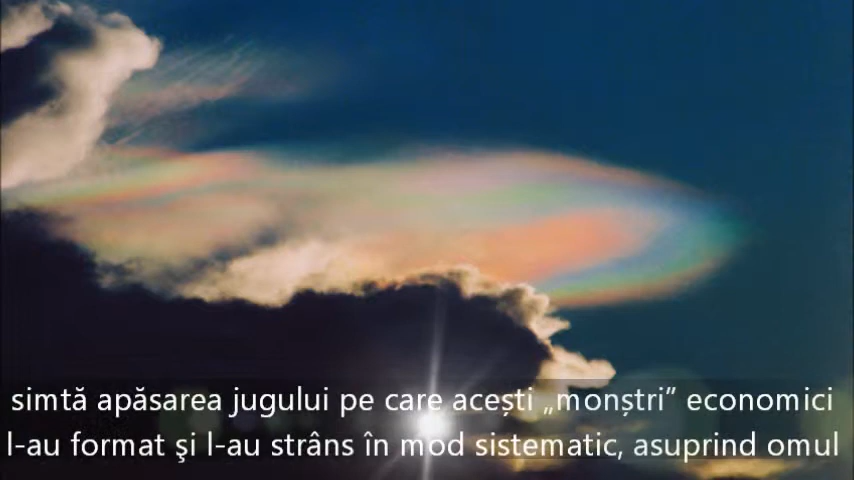 simtă apăsarea jugului pe care acești „monștri” economici
l-au format şi l-au strâns în mod sistematic, asuprind omul